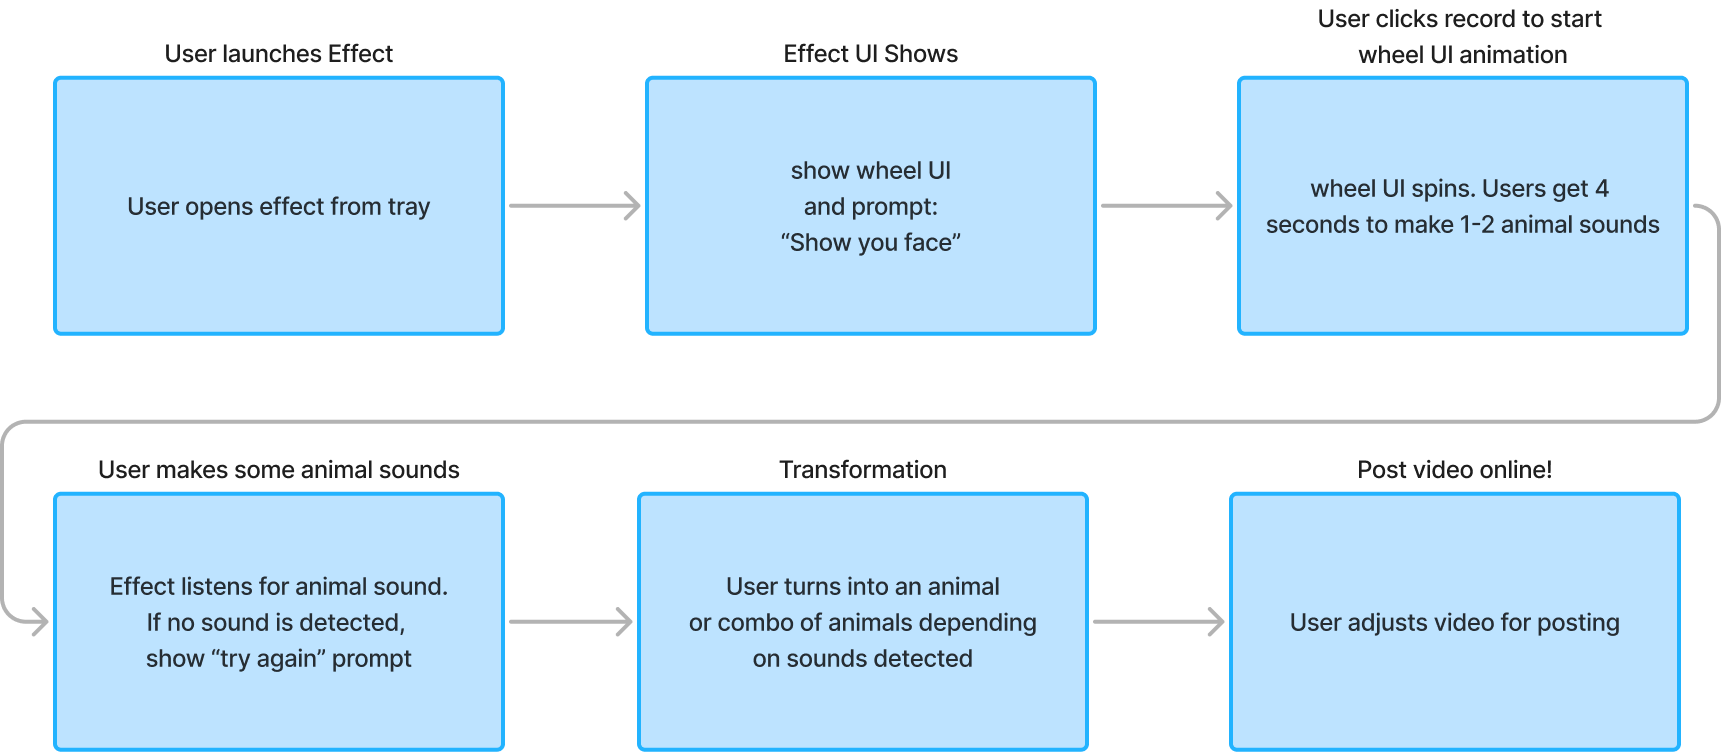 User launches Effect
User opens effect from tray
Effect UI Shows
show wheel UI
and prompt:
“Show you face”
User clicks record to start
wheel UI animation
wheel UI spins. Users get 4
seconds to make 1-2 animal sounds
User makes some animal sounds
Effect listens for animal sound.
If no sound is detected,
show “try again” prompt
Transformation
User turns into an animal
or combo of animals depending
on sounds detected
Post video online!
User adjusts video for posting